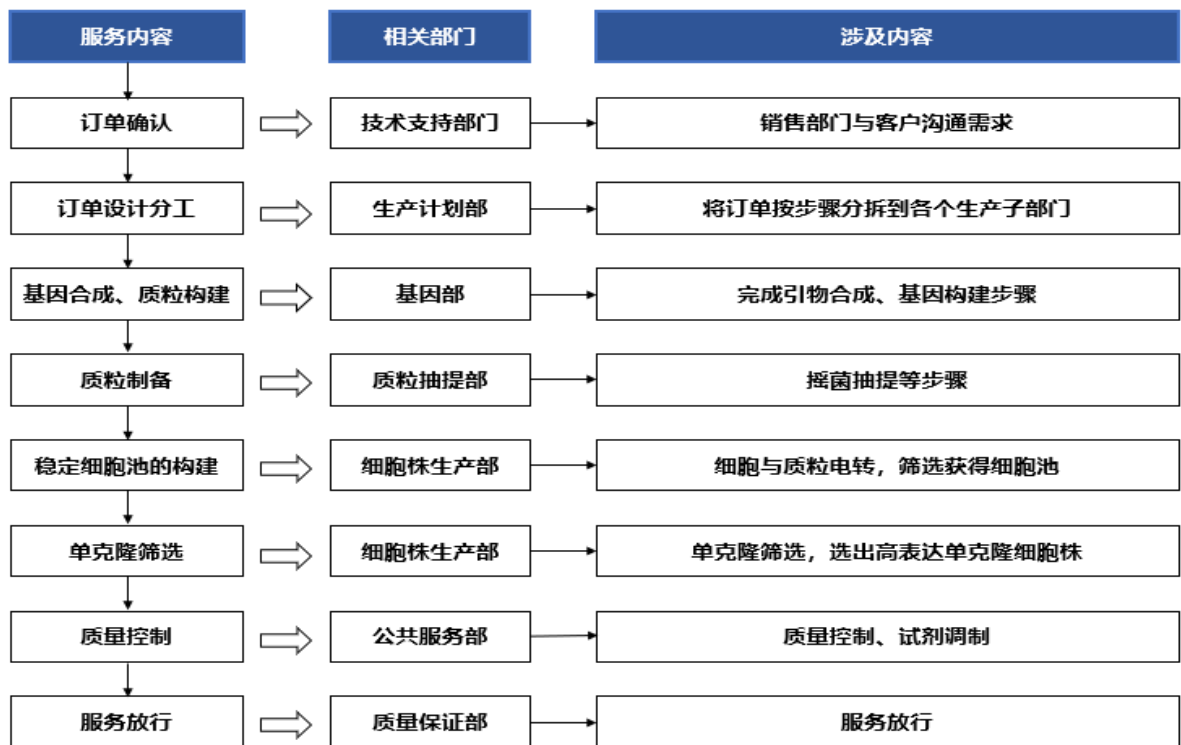 服务内容 相关部门 涉及内容
订单确认 技术支持部门 销售部门与客户沟通需求
订单设计分工 生产计划部 将订单按步骤分拆到各个生产子部门
基因合成、质粒构建 基因部 完成引物合成、基因构建步骤
质粒制备 质粒抽提部 摇菌抽提等步骤
稳定细胞池的构建 细胞株生产部 细胞与质粒电转，筛选获得细胞池
单克隆筛选 细胞株生产部 单克隆筛选，选出高表达单克隆细胞株
质量控制 公共服务部 质量控制、试剂调制
服务放行 质量保证部 服务放行